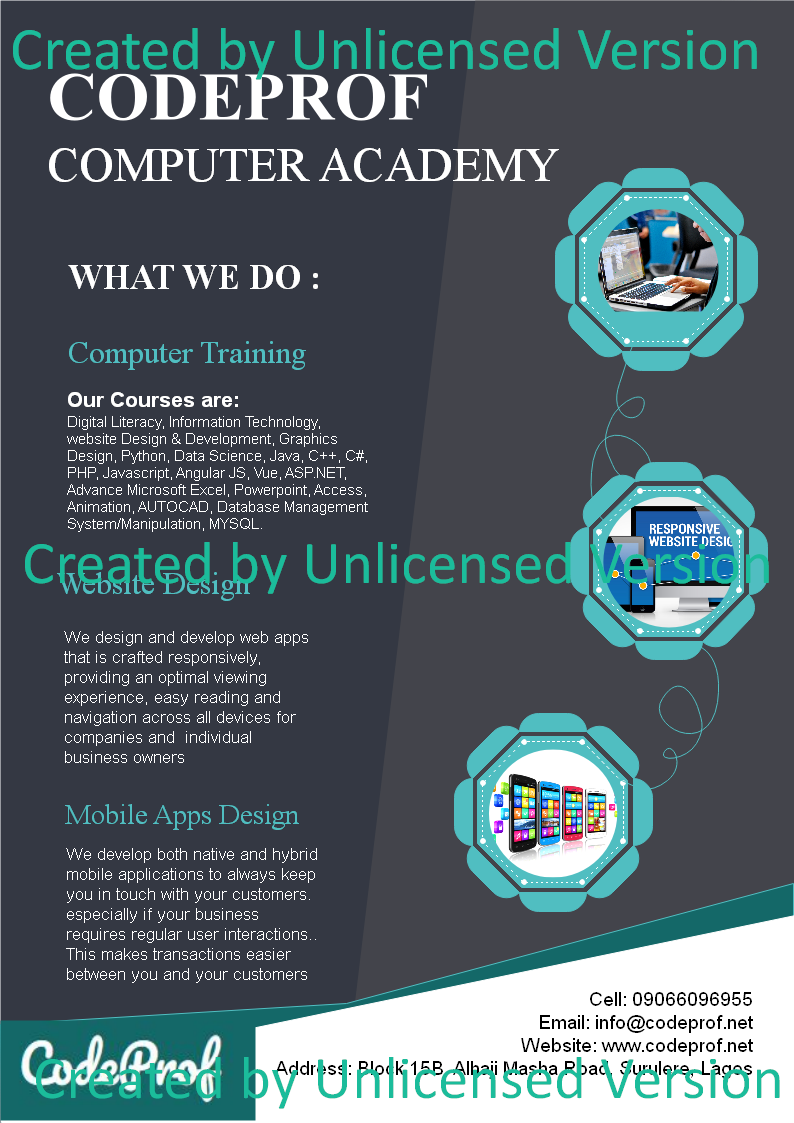 Created by Unlicensed Version
CODEPROF
COMPUTER ACADEMY
WHAT WE DO :
Computer Training
Our Courses are:
Digital Literacy, Information Technology,
website Design & Development, Graphics
Design, Python, Data Science, Java, C++, C#,
PHP, Javascript, Angular JS, Vue, ASP.NET,
Advance Microsoft Excel, Powerpoint, Access,
Animation, AUTOCAD, Database Management
System/Manipulation, MYSQL.
RESPONSIVE
WEBSITE DESIG
Created by Unlicensed Version
Website Design
We design and develop web apps
that is crafted responsively,
providing an optimal viewing
experience, easy reading and
navigation across all devices for
companies and  individual
business owners
Mobile Apps Design
We develop both native and hybrid
mobile applications to always keep
you in touch with your customers.
especially if your business
requires regular user interactions..
This makes transactions easier
between you and your customers
Cell: 09066096955
Email: info@codeprof.net
Website: www.codeprof.net
Address: Block 15B, Alhaji Masha Road, Surulere, Lagos
CodeProf
Created by Unlicensed Version